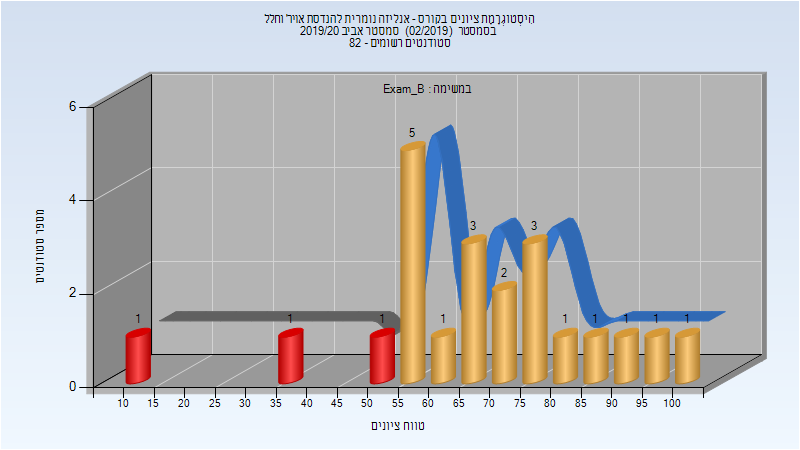 היסטוגרמת ציונים בקורס - אנליזה נומרית להנדסת אויר וחלל
בסמסטר (02/2019) סמסטר אביב 2019/20
סטודנטים רשומים - 82
במשימה : Exam_B
6
4
2
0
מספר סטודנטים
1
1
1
5
1
3
2
3
1
1
1
1
1
10 15 20 25 30 35 40 45 50 55 60 65 70 75 80 85 90 95 100
טווח ציונים